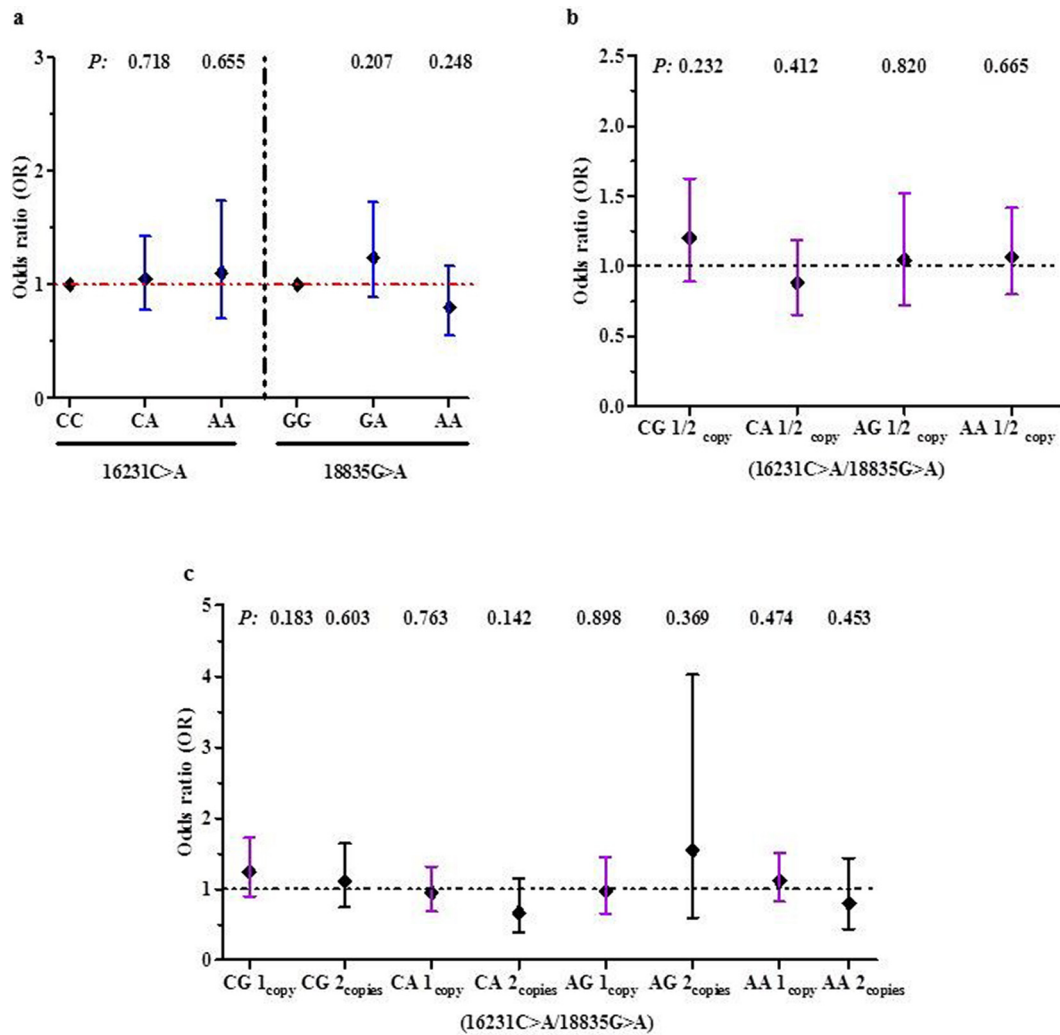 a
P: 0.718 0.655 0.207 0.248
3
2
1
0
Odds ratio (OR)
CC CA AA GG GA AA
16231C>A 18835G>A
b
P: 0.232 0.412 0.820 0.665
2.5
2.0
1.5
1.0
0.5
0.0
Odds ratio (OR)
CG 1/2 copy CA 1/2 copy AG 1/2 copy AA 1/2 copy
(16231C>A/18835G>A)
c
P: 0.183 0.603 0.763 0.142 0.898 0.369 0.474 0.453
5
4
3
2
1
0
Odds ratio (OR)
CG 1copy CG 2copies CA 1copy CA 2copies AG 1copy AG 2copies AA 1copy AA 2copies
(16231C>A/18835G>A)